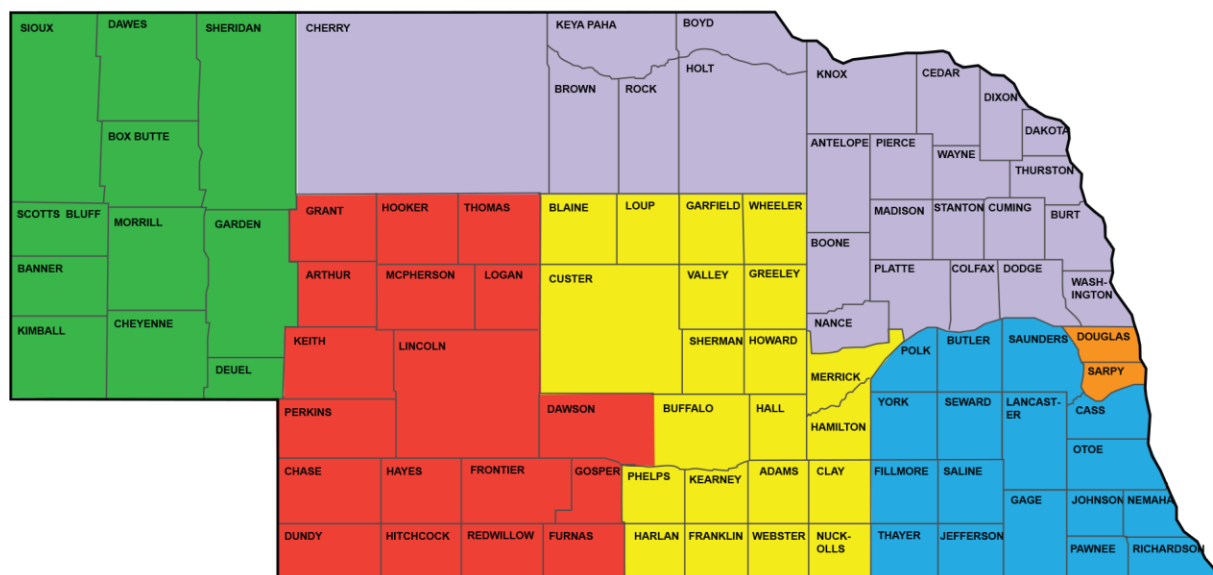 SIOUX
DAWES
SHERIDAN
CHERRY
KEYA PAHA
BOYD
HOLT
BROWN
ROCK
KNOX
CEDAR
DIXON
DAKOTA
BOX BUTTE
ANTELOPE
PIERCE
WAYNE
THURSTON
SCOTTS BLUFF
MORRILL
GARDEN
GRANT
HOOKER
THOMAS
BLAINE
LOUP
GARFIELD
WHEELER
MADISON
STANTON
CUMING
BURT
BOONE
BANNER
ARTHUR
MCPHERSON
LOGAN
CUSTER
VALLEY
GREELEY
PLATTE
COLFAX
DODGE
WASH-
INGTON
KIMBALL
CHEYENNE
NANCE
KEITH
LINCOLN
SHERMAN
HOWARD
POLK
BUTLER
SAUNDERS
DOUGLAS
DEUEL
MERRICK
SARPY
PERKINS
DAWSON
BUFFALO
HALL
HAMILTON
YORK
SEWARD
LANCAST-
ER
CASS
OTOE
CHASE
HAYES
FRONTIER
GOSPER
PHELPS
KEARNEY
ADAMS
CLAY
FILLMORE
SALINE
GAGE
JOHNSON
NEMAHA
DUNDY
HITCHCOCK
REDWILLOW
FURNAS
HARLAN
FRANKLIN
WEBSTER
NUCK-
OLLS
THAYER
JEFFERSON
PAWNEE
RICHARDSON